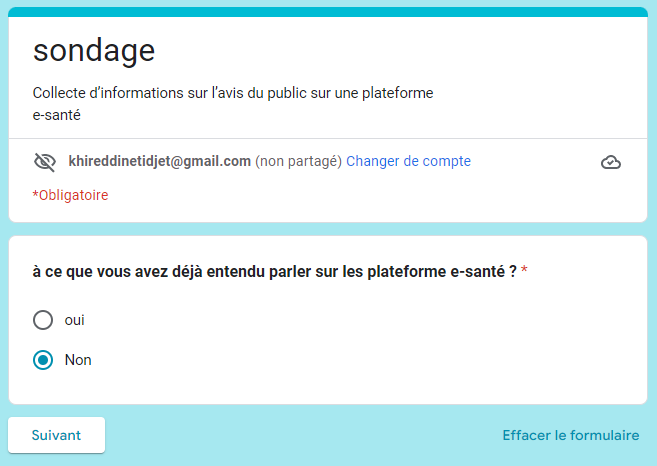 sondage
Collecte d’informations sur l’avis du public sur une plateforme
e-santé
khireddinetidjet@gmail.com (non partagé) Changer de compte
*Obligatoire
à ce que vous avez déjà entendu parler sur les plateforme e-santé ? *
oui
Non
Suivant
Effacer le formulaire